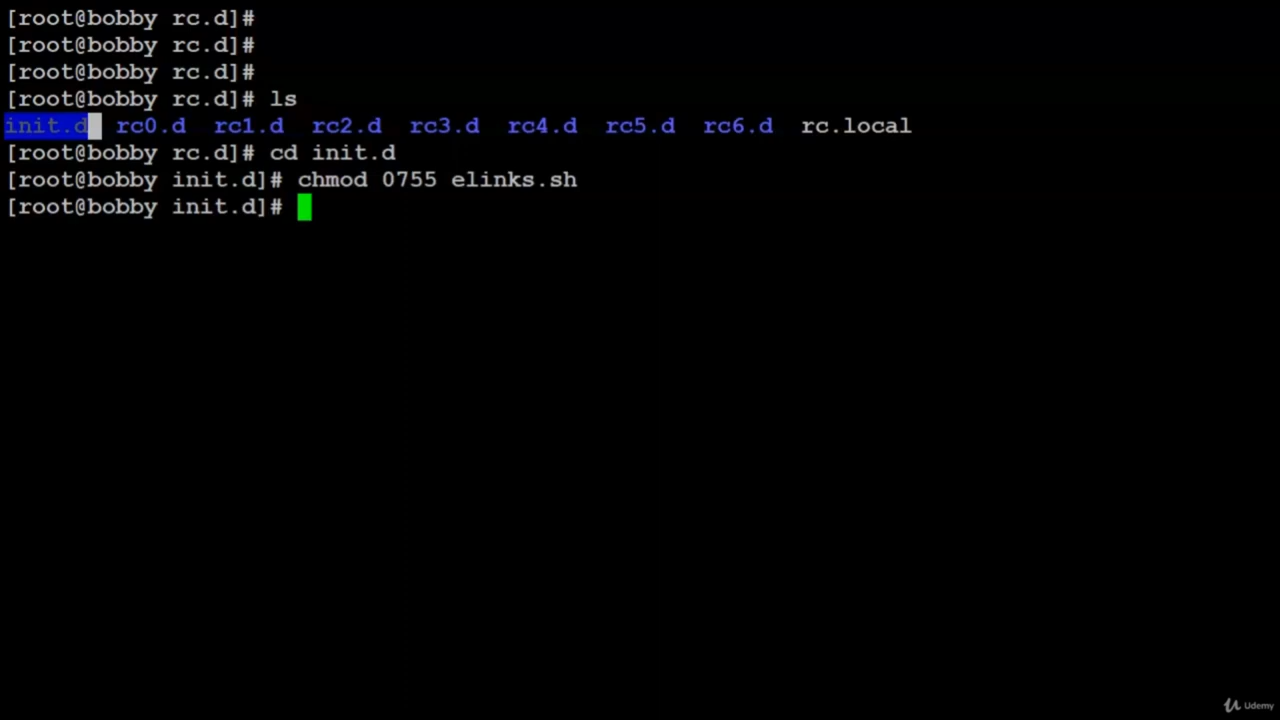 [root@bobby rc.d]#
[root@bobby rc.d]#
[root@bobby rc.d]#
[root@bobby rc.d]# ls
init.d rc0.d rc1.d rc2.d rc3.d rc4.d rc5.d rc6.d rc.local
[root@bobby rc.d]# cd init.d
[root@bobby init.d]# chmod 0755 elinks.sh
[root@bobby init.d]#
Udemy